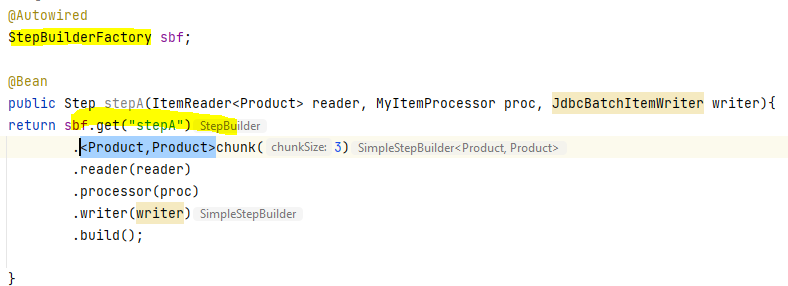 @Autowired
StepBuilderFactory sbf;
@Bean
public Step stepA(ItemReader<Product> reader, MyItemProcessor proc, JdbcBatchItemWriter writer){
return sbf.get("stepA") StepBuilder
.<Product,Product>chunk( chunkSize: 3) SimpleStepBuilder<Product, Product>
.reader(reader)
.processor(proc)
.writer(writer) SimpleStepBuilder
.build();
}